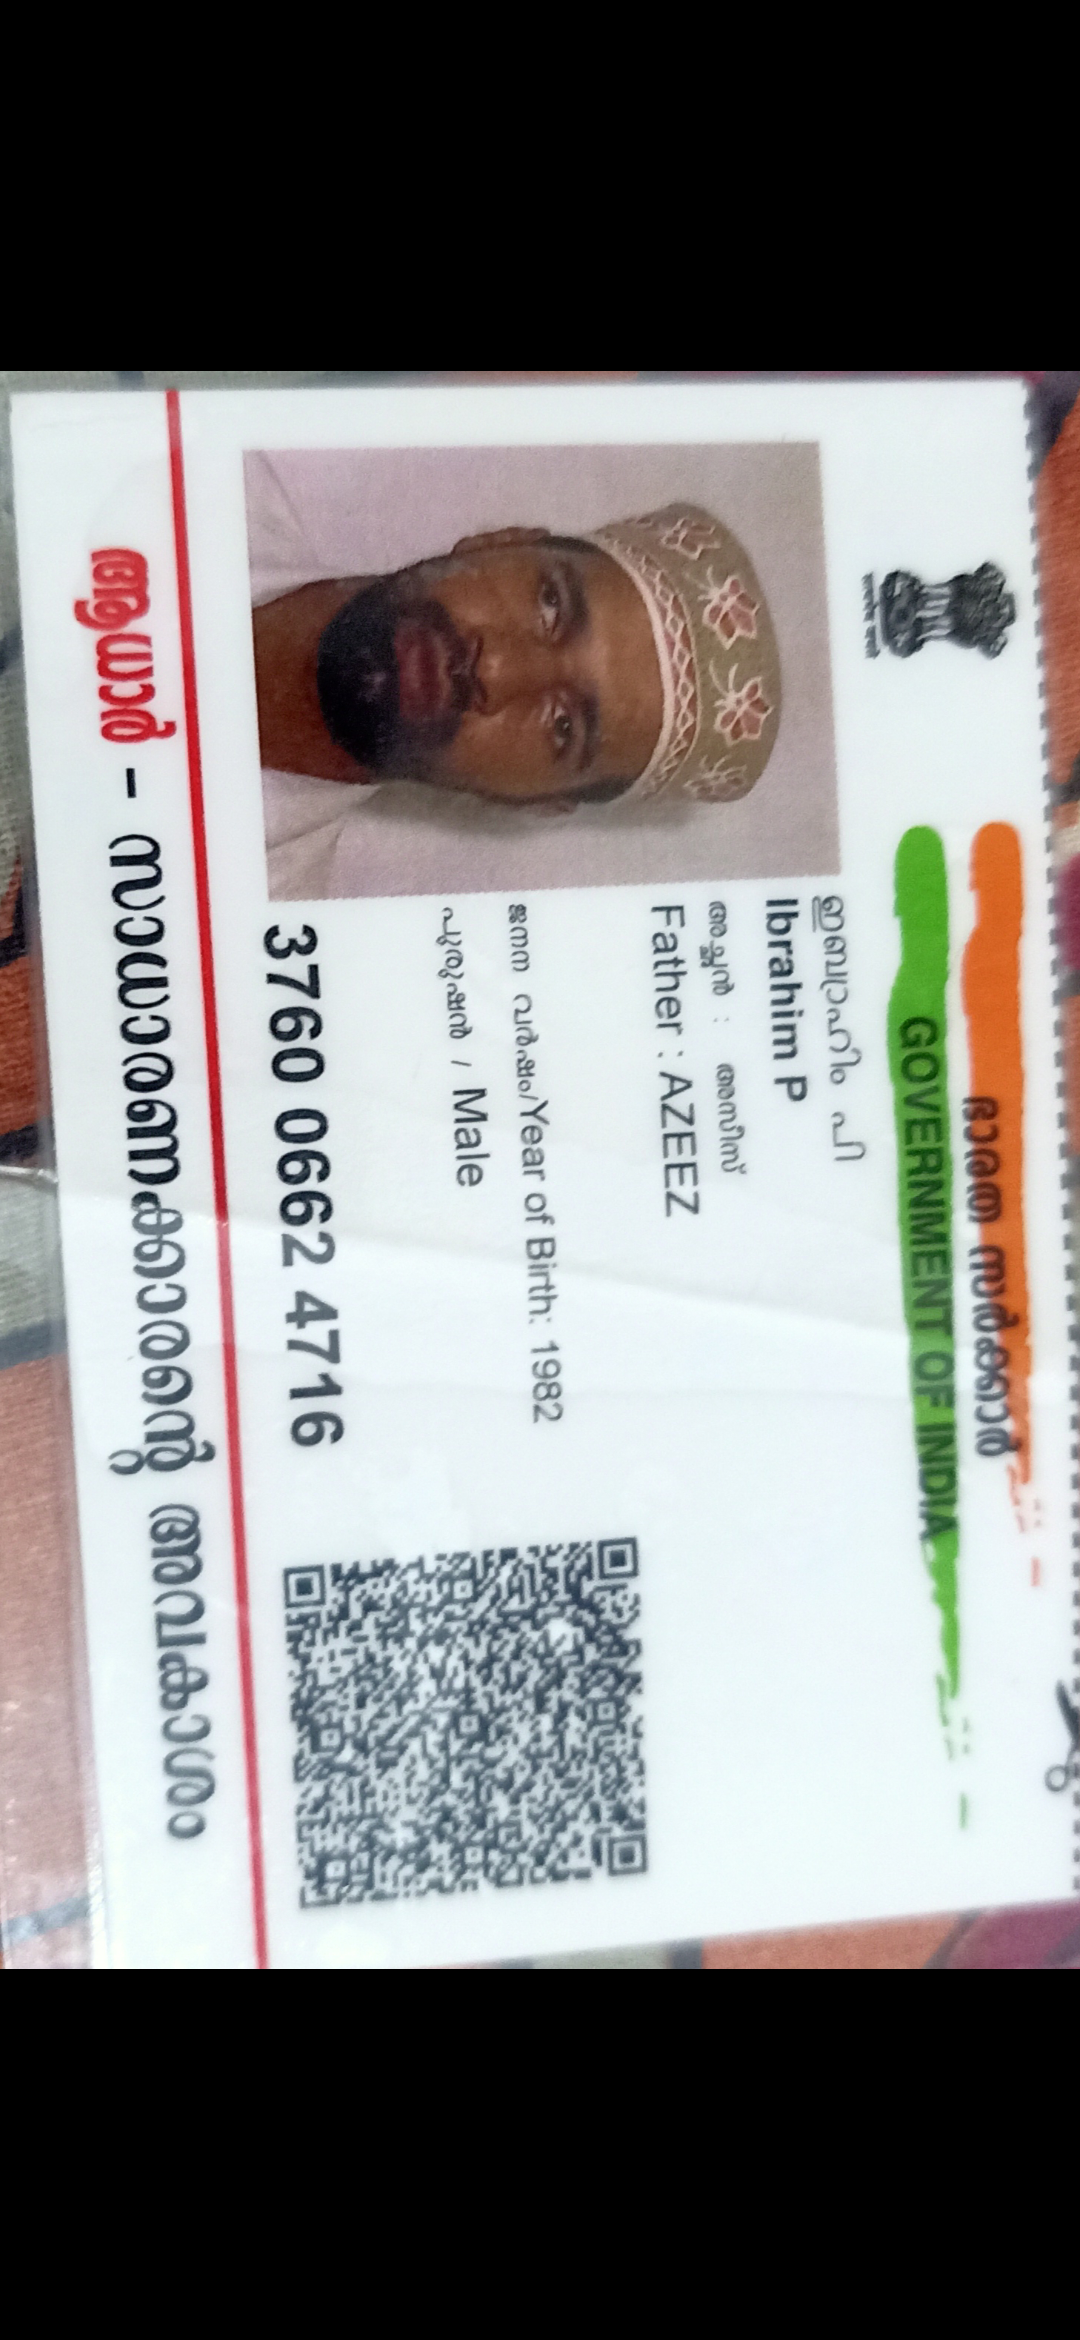 ഭാരത സർക്കാർ
GOVERNMENT OF INDIA
ഇബ്രാഹിം പി
Ibrahim P
അച്ഛൻ : അസീസ്
Father : AZEEZ
ജനന വർഷം/Year of Birth: 1982
പുരുഷൻ / Male
3760 0662 4716
ആധാർ - സാധാരണക്കാരന്റെ അവകാശം